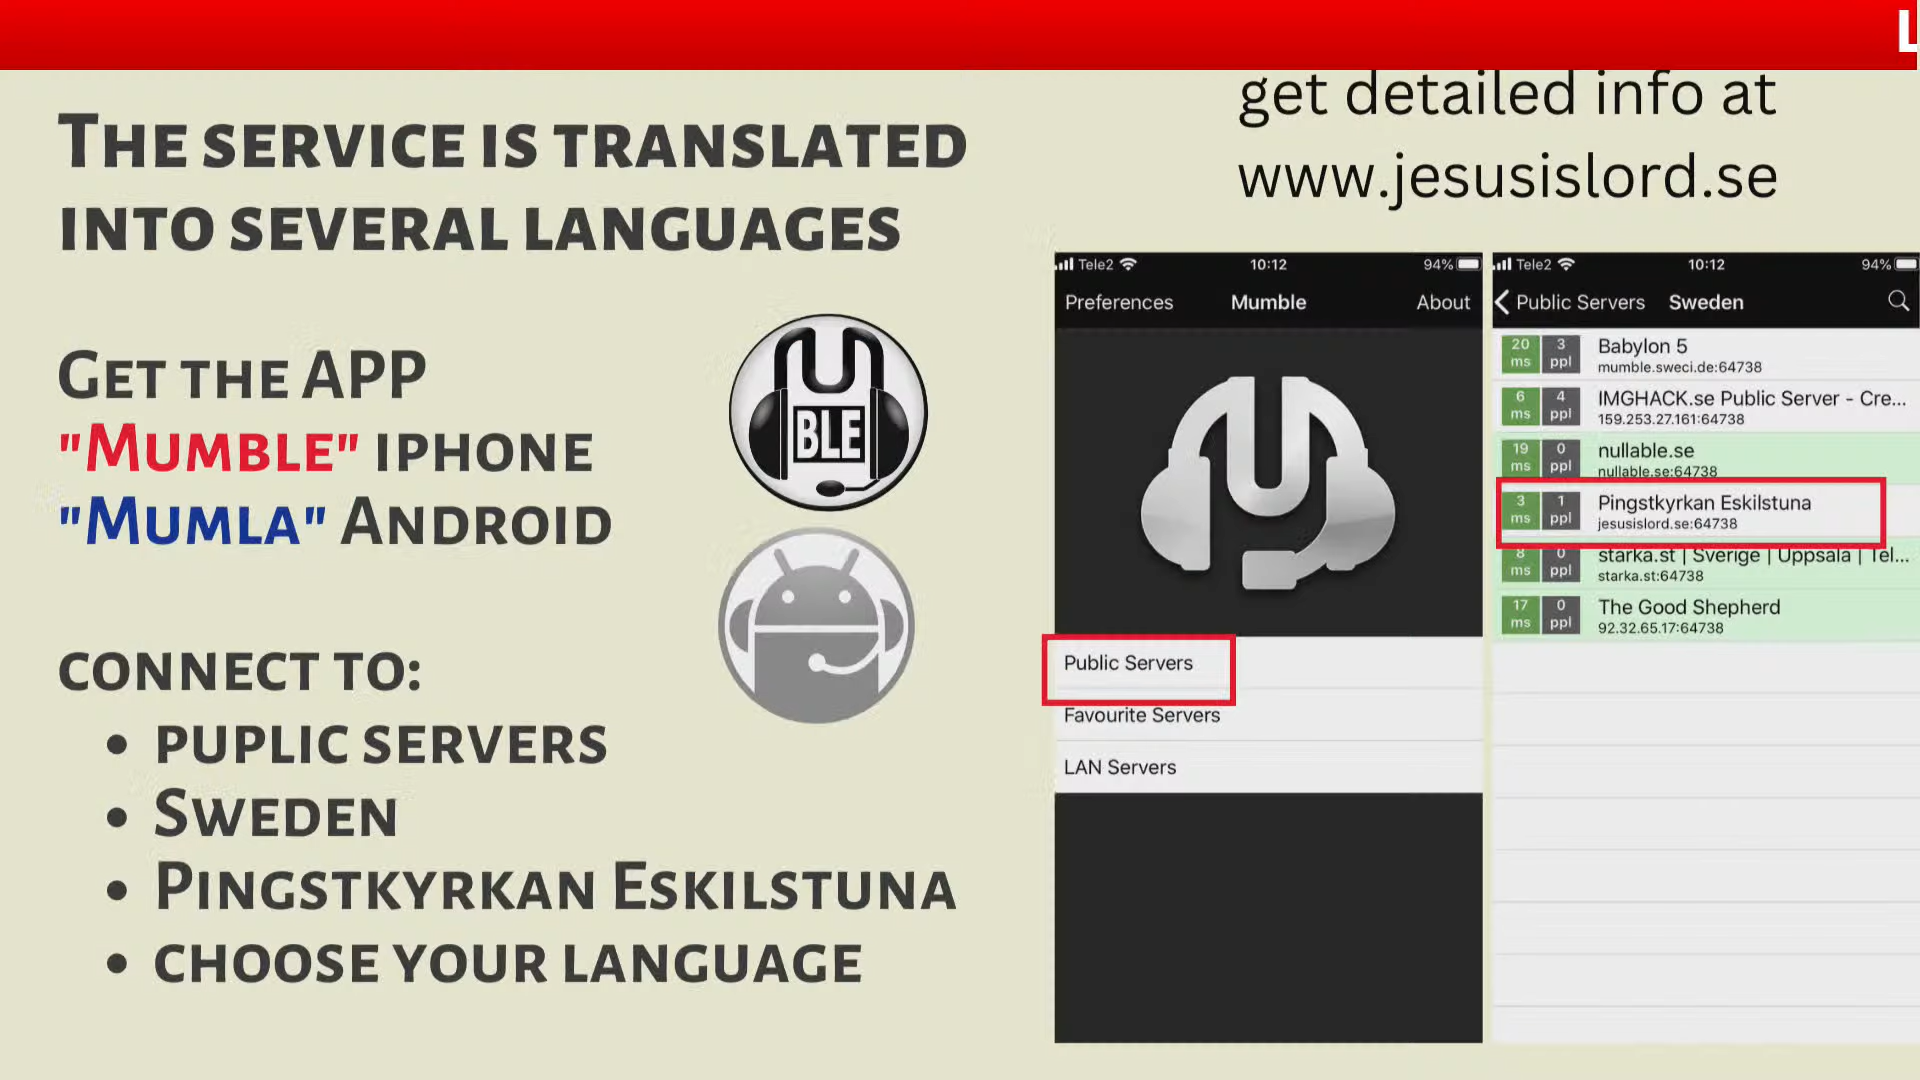 L
THE SERVICE IS TRANSLATED
INTO SEVERAL LANGUAGES
GET THE APP
"MUMBLE" IPHONE
"MUMLA" ANDROID
CONNECT TO:
• PUPLIC SERVERS
• SWEDEN
• PINGSTKYRKAN ESKILSTUNA
• CHOOSE YOUR LANGUAGE
BLE
get detailed info at
www.jesusislord.se
Tele2 10:12 94%
Preferences Mumble About
Public Servers
Favourite Servers
LAN Servers
Tele2 10:12 94%
Public Servers Sweden
20 ms 3 ppl Babylon 5
mumble.sweci.de:64738
6 ms 4 ppl IMGHACK.se Public Server - Cre...
159.253.27.161:64738
19 ms 0 ppl nullable.se
nullable.se:64738
3 ms 1 ppl Pingstkyrkan Eskilstuna
jesusislord.se:64738
8 ms 0 ppl starka.st | Sverige | Uppsala | Tel...
starka.st:64738
17 ms 0 ppl The Good Shepherd
92.32.65.17:64738